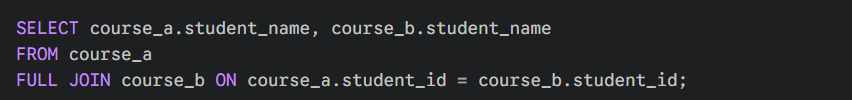 SELECT course_a.student_name, course_b.student_name
FROM course_a
FULL JOIN course_b ON course_a.student_id = course_b.student_id;